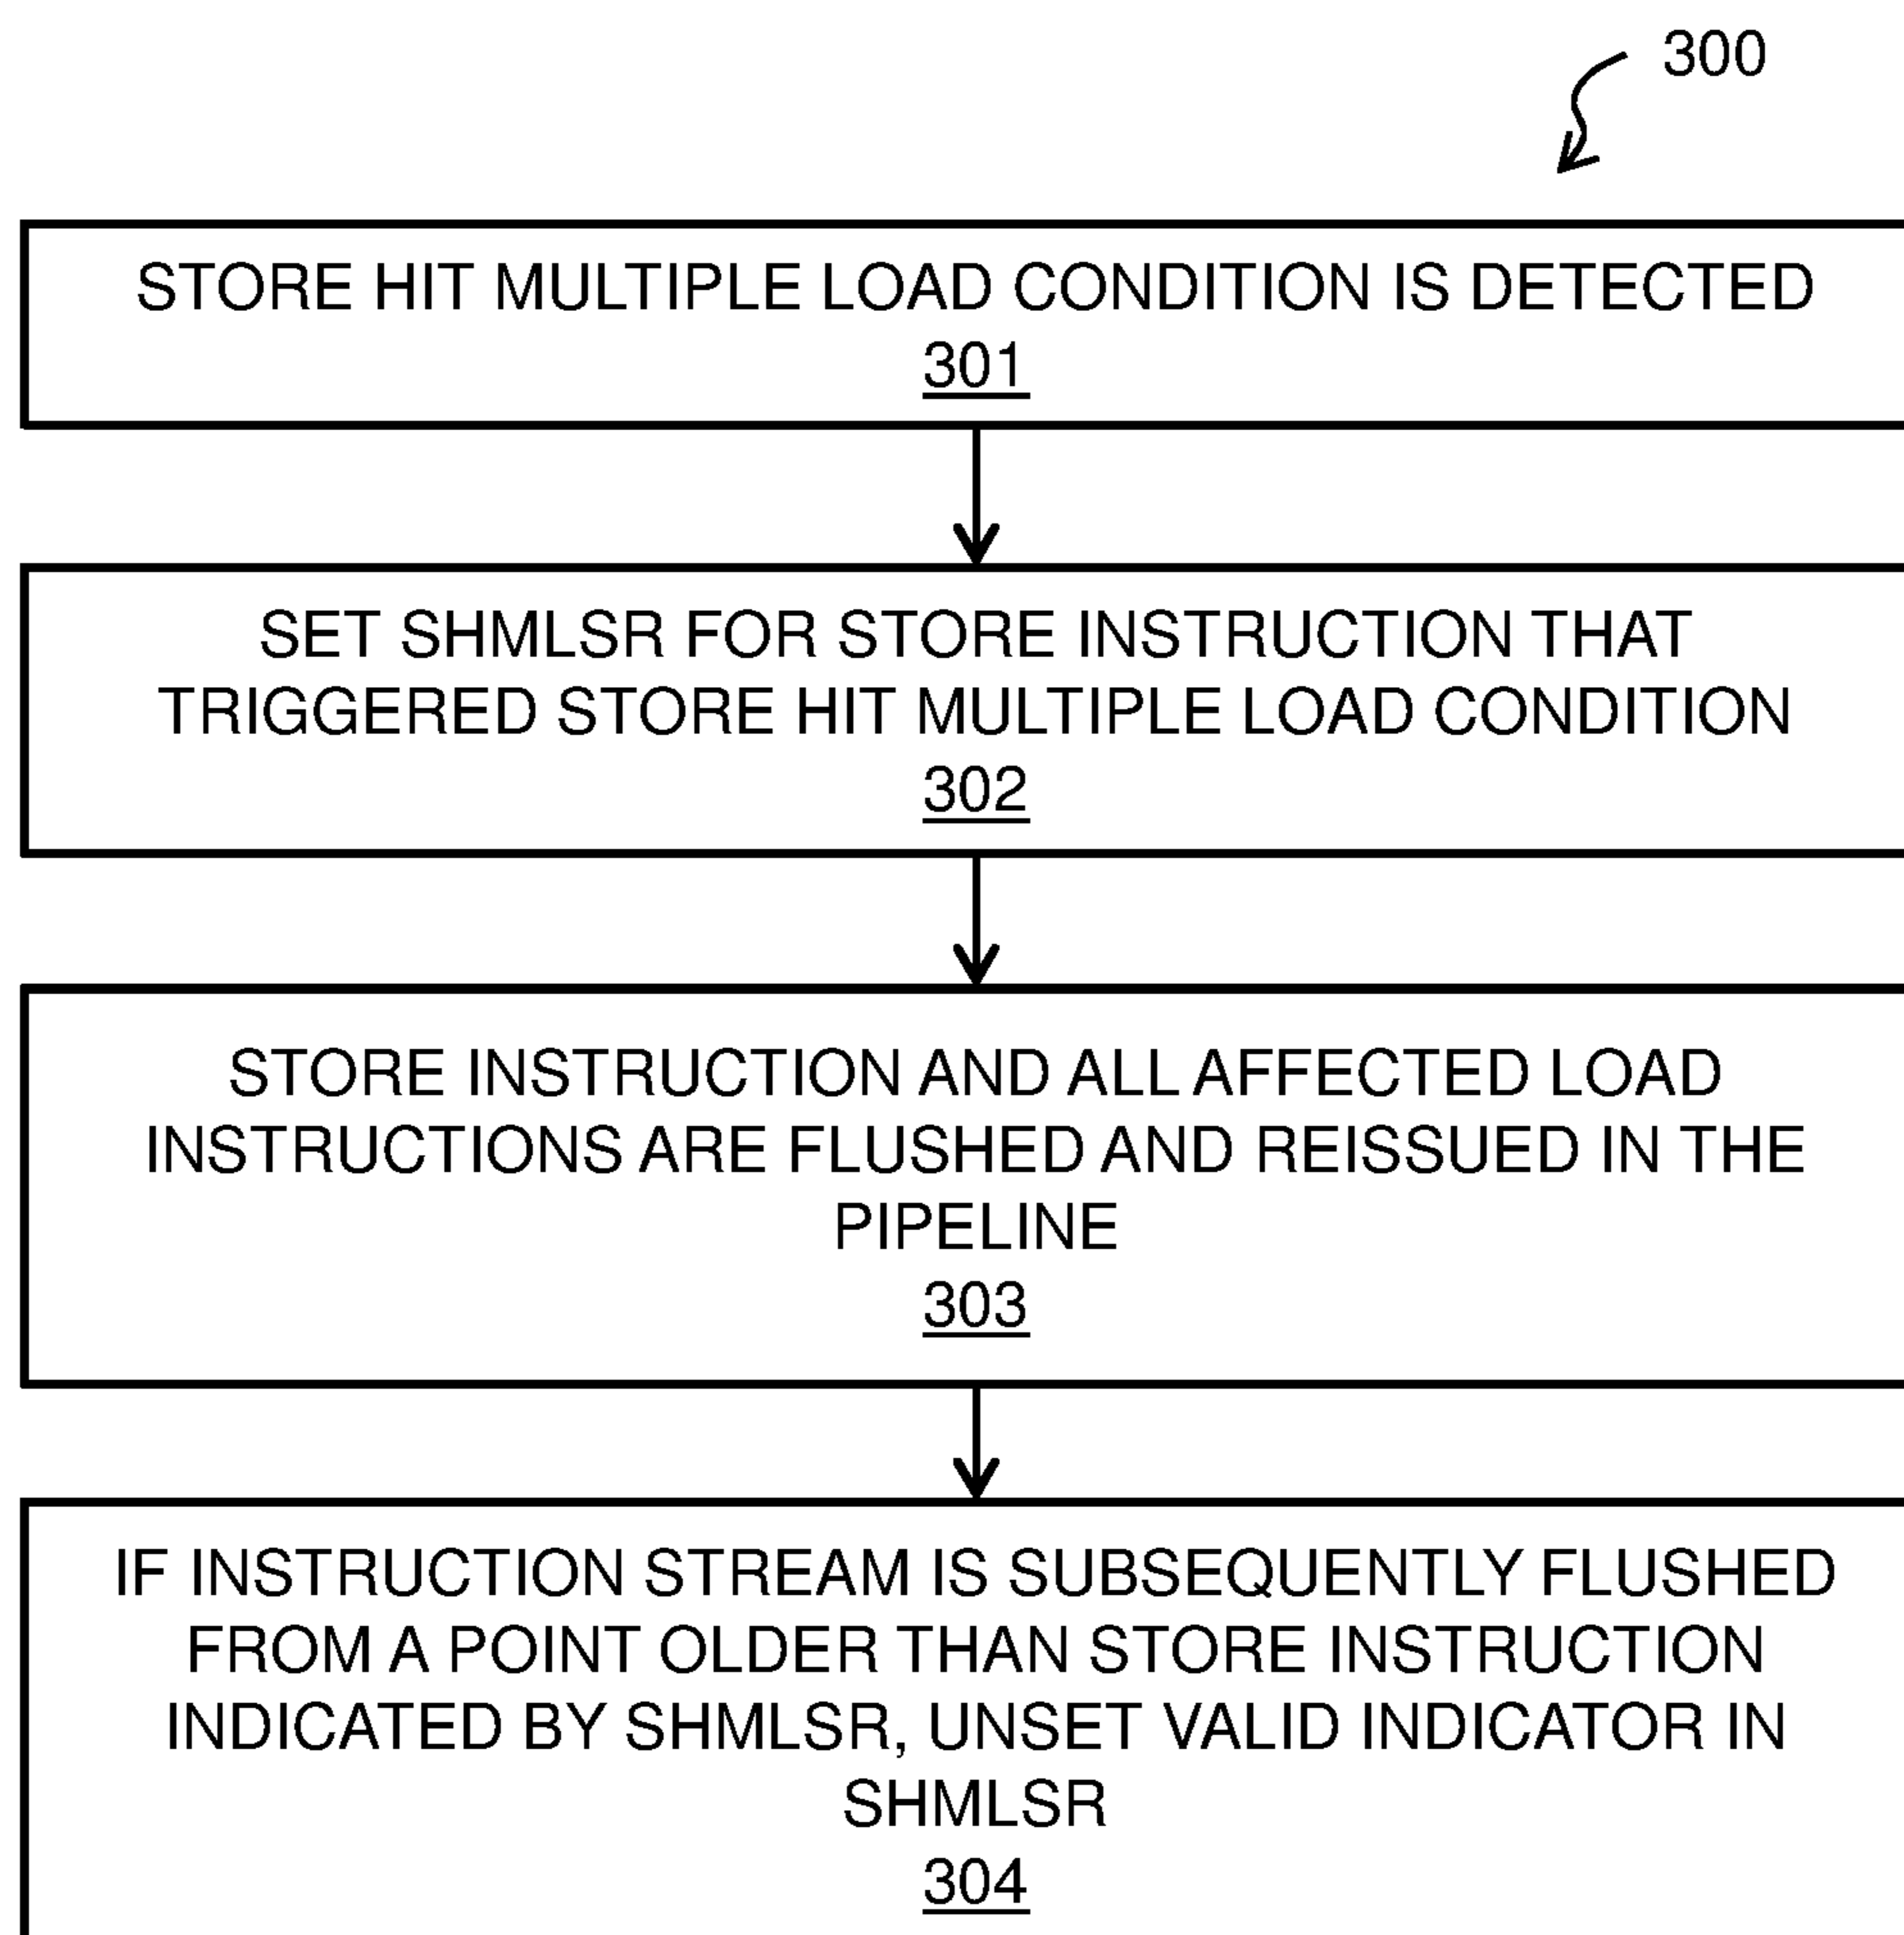 300
STORE HIT MULTIPLE LOAD CONDITION IS DETECTED
301
SET SHMLSR FOR STORE INSTRUCTION THAT
TRIGGERED STORE HIT MULTIPLE LOAD CONDITION
302
STORE INSTRUCTION AND ALL AFFECTED LOAD
INSTRUCTIONS ARE FLUSHED AND REISSUED IN THE
PIPELINE
303
IF INSTRUCTION STREAM IS SUBSEQUENTLY FLUSHED
FROM A POINT OLDER THAN STORE INSTRUCTION
INDICATED BY SHMLSR, UNSET VALID INDICATOR IN
SHMLSR
304